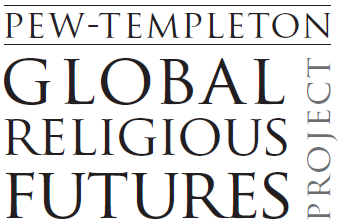 PEW-TEMPLETON
GLOBAL
RELIGIOUS
FUTURES
PROJECT